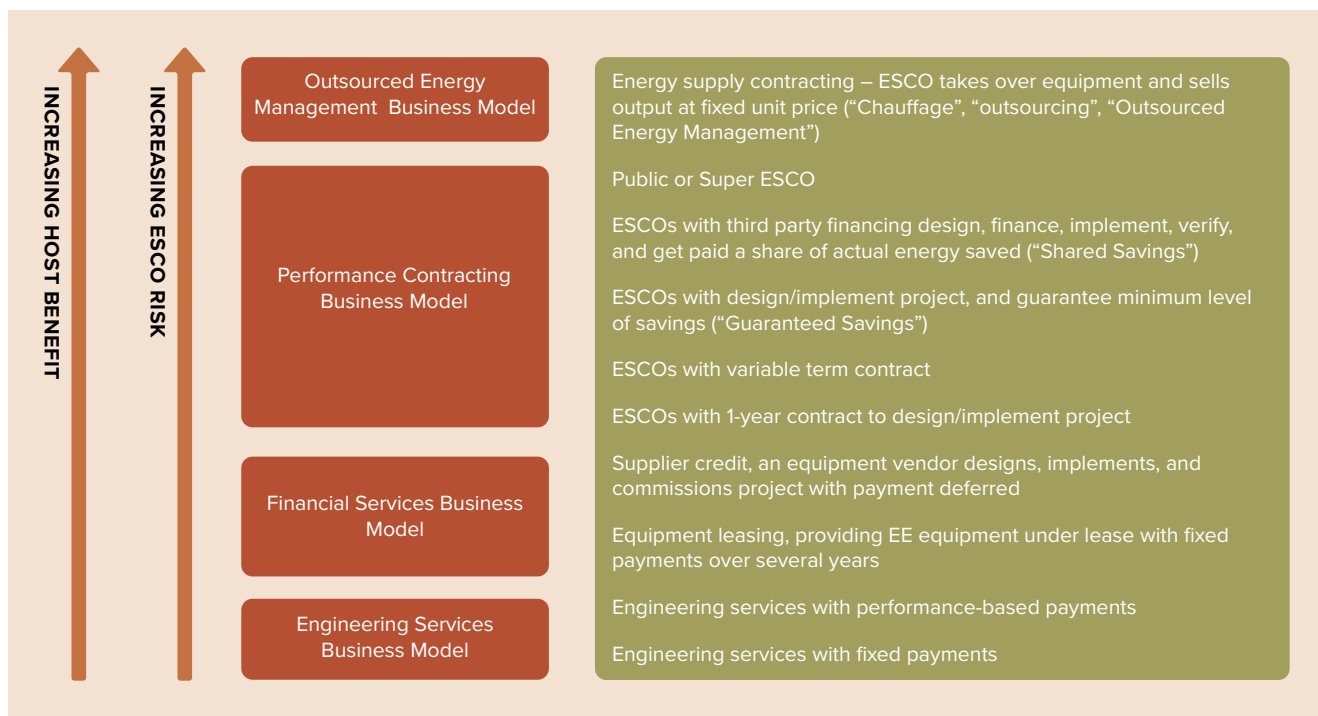 INCREASING HOST BENEFIT
INCREASING ESCO RISK
Outsourced Energy
Management Business Model
Performance Contracting
Business Model
Financial Services Business
Model
Engineering Services
Business Model
Energy supply contracting – ESCO takes over equipment and sells
output at fixed unit price (“Chauffage”, “outsourcing”, “Outsourced
Energy Management”)
Public or Super ESCO
ESCOs with third party financing design, finance, implement, verify,
and get paid a share of actual energy saved (“Shared Savings”)
ESCOs with design/implement project, and guarantee minimum level
of savings (“Guaranteed Savings”)
ESCOs with variable term contract
ESCOs with 1-year contract to design/implement project
Supplier credit, an equipment vendor designs, implements, and
commissions project with payment deferred
Equipment leasing, providing EE equipment under lease with fixed
payments over several years
Engineering services with performance-based payments
Engineering services with fixed payments